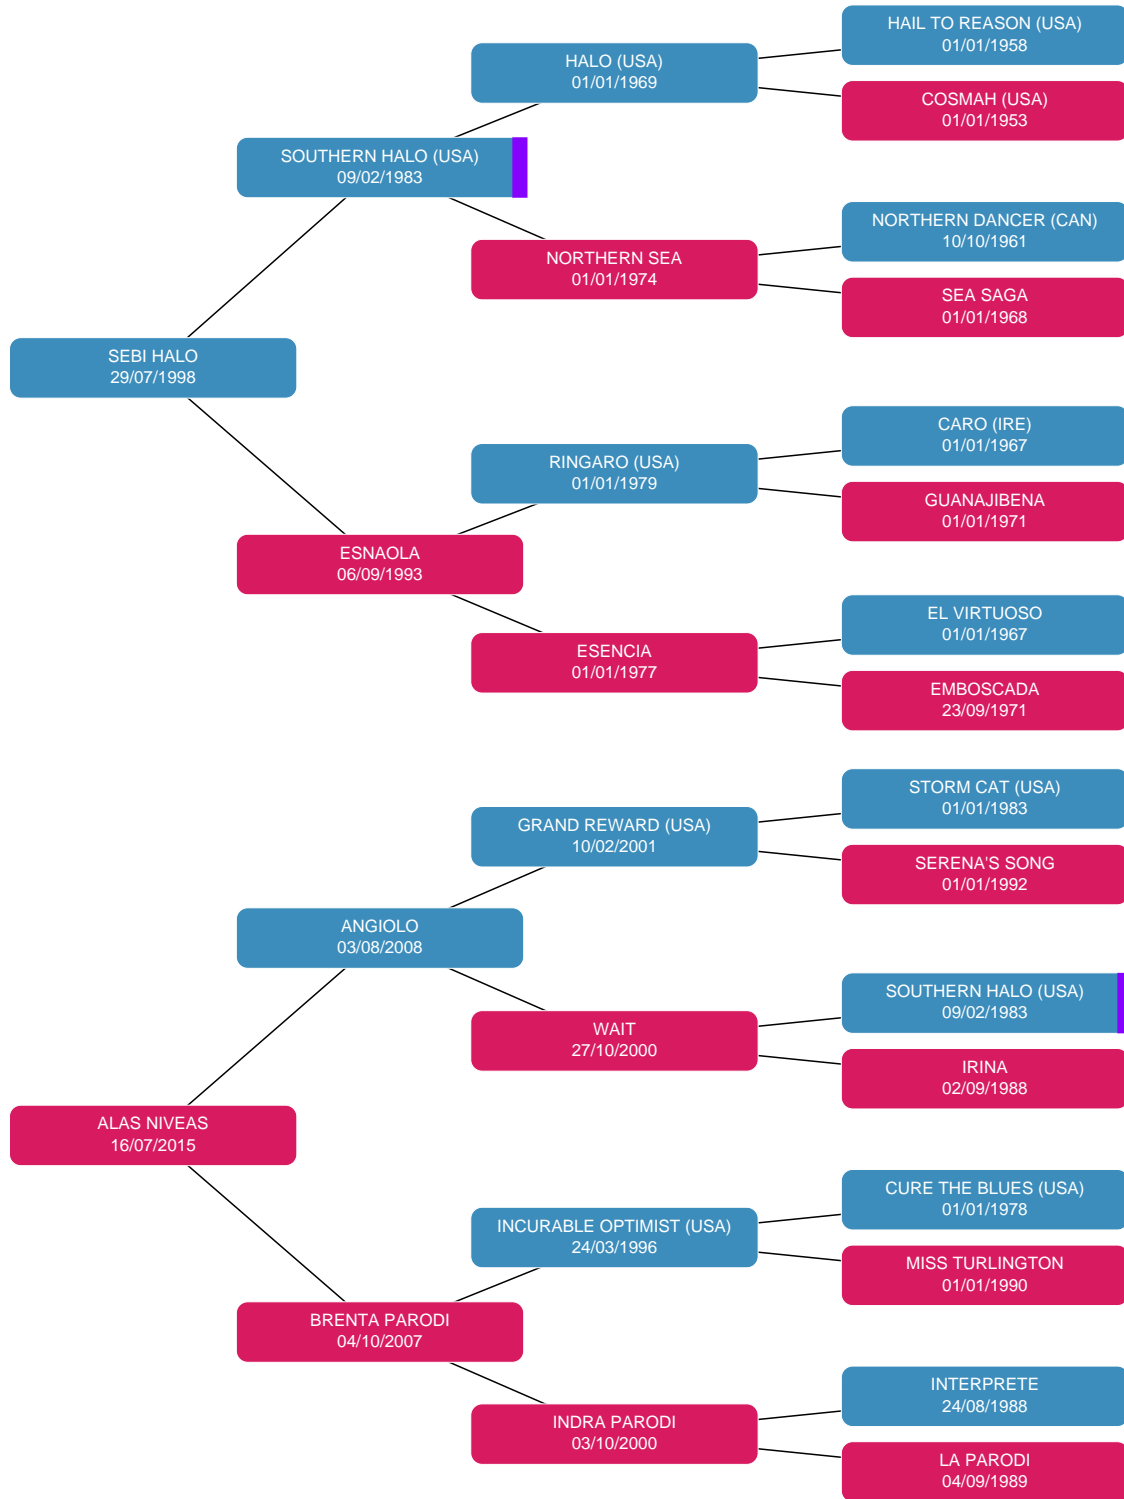 HAIL TO REASON (USA)
01/01/1958
HALO (USA)
01/01/1969
COSMAH (USA)
01/01/1953
SOUTHERN HALO (USA)
09/02/1983
NORTHERN DANCER (CAN)
10/10/1961
NORTHERN SEA
01/01/1974
SEA SAGA
01/01/1968
SEBI HALO
29/07/1998
CARO (IRE)
01/01/1967
RINGARO (USA)
01/01/1979
GUANAJIBENA
01/01/1971
ESNAOLA
06/09/1993
EL VIRTUOSO
01/01/1967
ESENCIA
01/01/1977
EMBOSCADA
23/09/1971
STORM CAT (USA)
01/01/1983
GRAND REWARD (USA)
10/02/2001
SERENA'S SONG
01/01/1992
ANGIOLO
03/08/2008
SOUTHERN HALO (USA)
09/02/1983
WAIT
27/10/2000
IRINA
02/09/1988
ALAS NIVEAS
16/07/2015
CURE THE BLUES (USA)
01/01/1978
INCURABLE OPTIMIST (USA)
24/03/1996
MISS TURLINGTON
01/01/1990
BRENTA PARODI
04/10/2007
INTERPRETE
24/08/1988
INDRA PARODI
03/10/2000
LA PARODI
04/09/1989